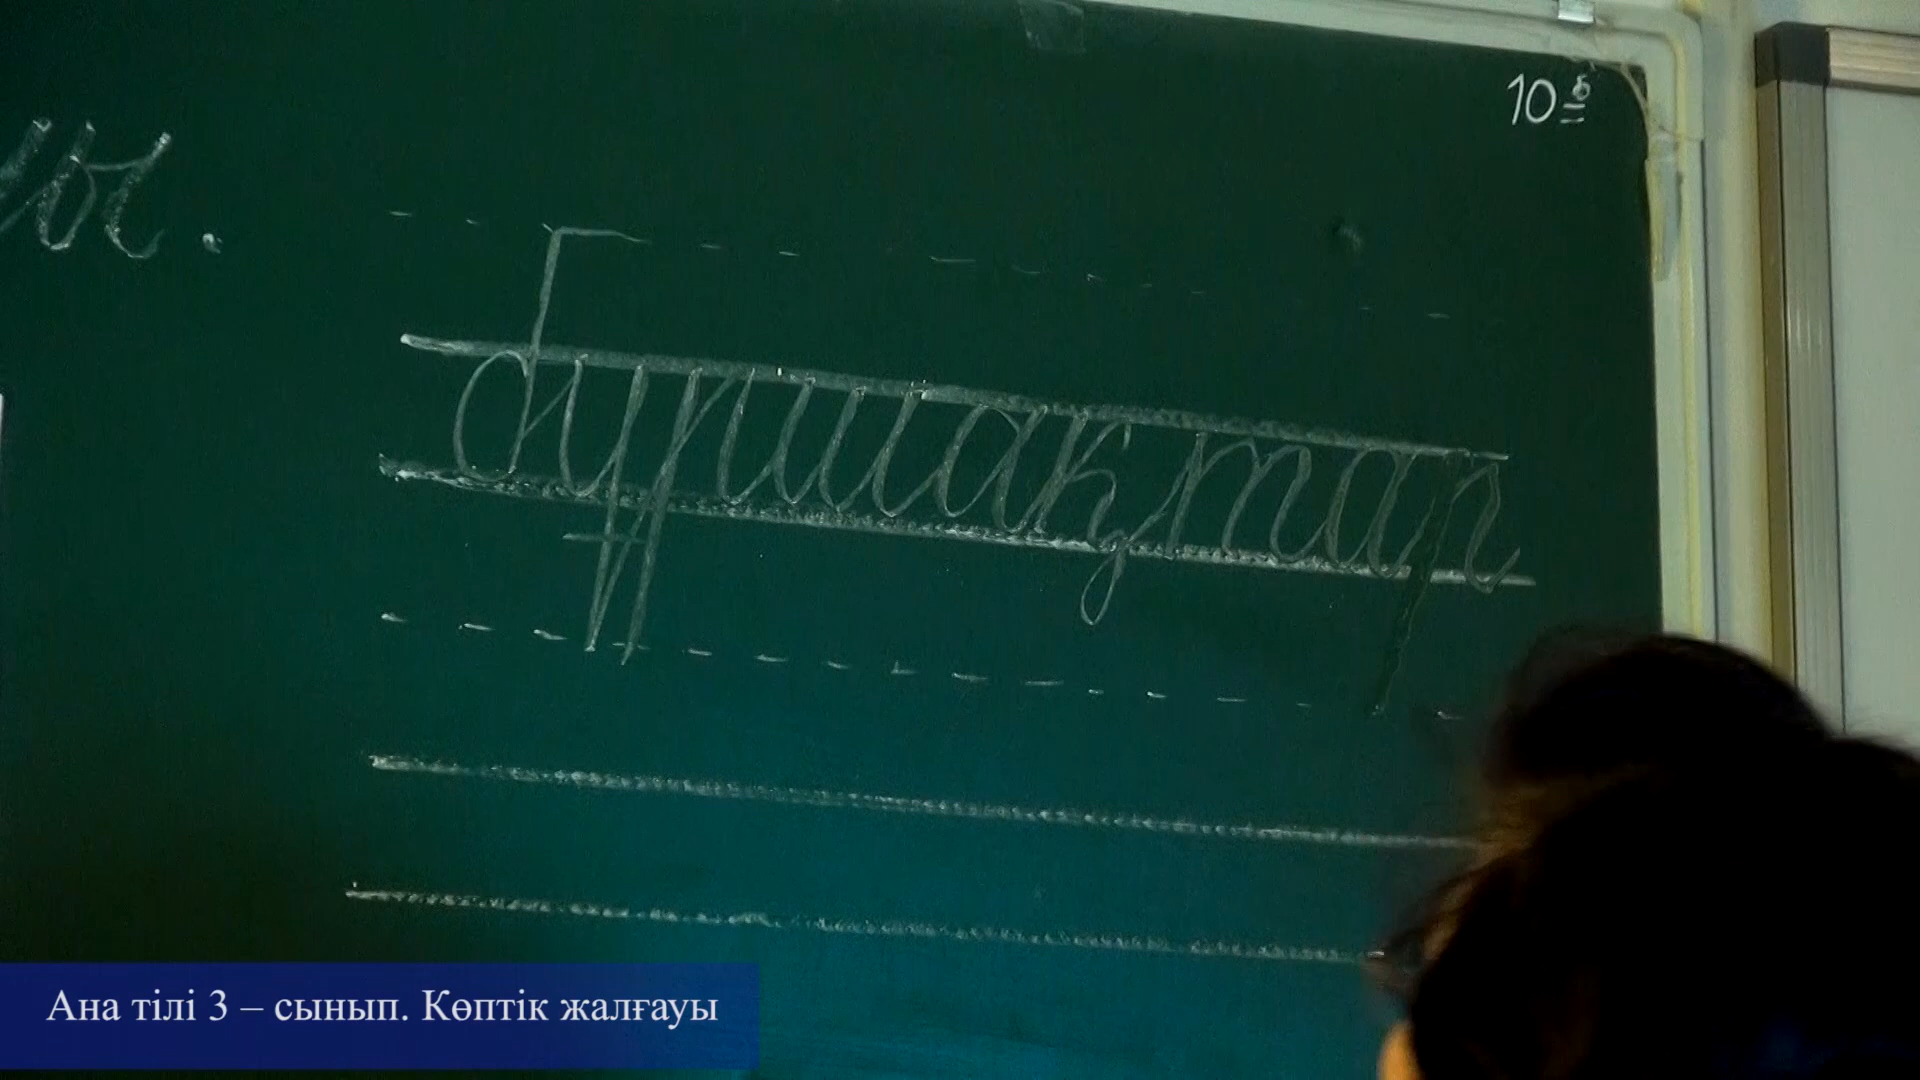 10 б
бұршақтар
Ана тілі 3 – сынып. Көптік жалғауы